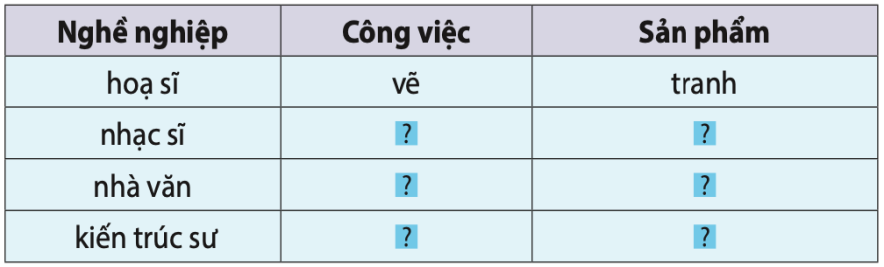 Nghề nghiệp Công việc Sản phẩm
hoạ sĩ vẽ tranh
nhạc sĩ ? ?
nhà văn ? ?
kiến trúc sư ? ?